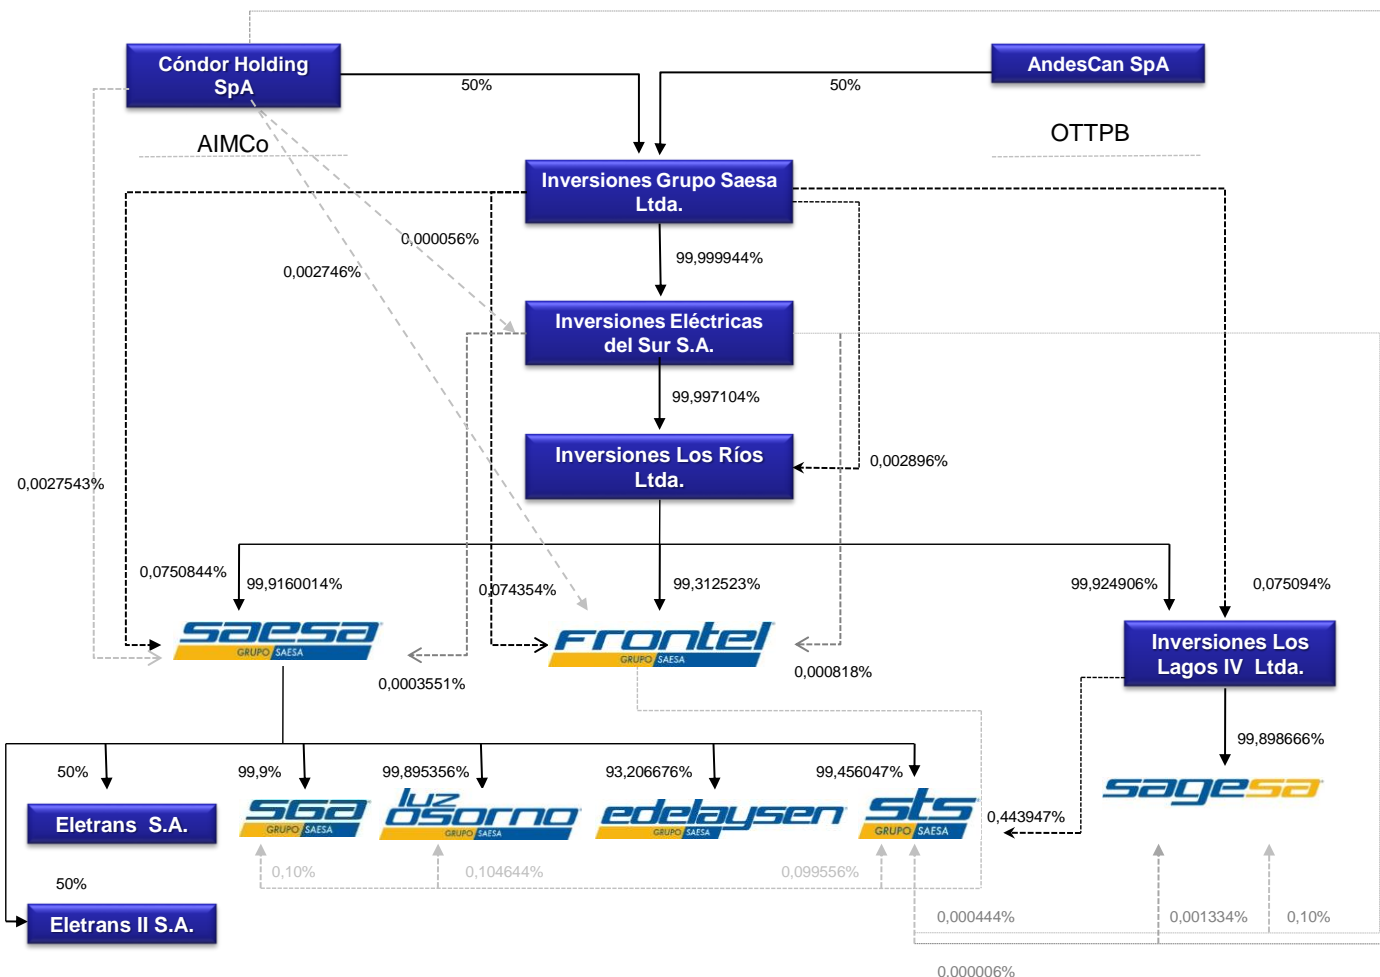 Cóndor Holding
SpA
AndesCan SpA
50%
50%
AIMCo
OTTPB
Inversiones Grupo Saesa
Ltda.
0,000056%
99,999944%
0,002746%
Inversiones Eléctricas
del Sur S.A.
99,997104%
Inversiones Los Ríos
Ltda.
0,002896%
0,0027543%
0,0750844%
99,9160014%
0,074354%
99,312523%
99,924906%
0,075094%
saesa
GRUPO SAESA
frontel
GRUPO SAESA
Inversiones Los
Lagos IV Ltda.
0,0003551%
0,000818%
99,898666%
50%
99,9%
99,895356%
93,206676%
99,456047%
Eletrans S.A.
sga
GRUPO SAESA
luz
osorno
GRUPO SAESA
edelaysen
GRUPO SAESA
sts
GRUPO SAESA
sagesa
0,443947%
0,10%
0,104644%
0,099556%
50%
Eletrans II S.A.
0,000444%
0,001334%
0,10%
0.000006%